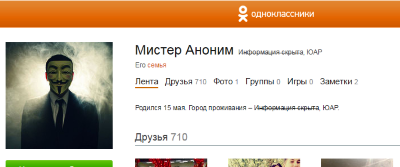 одноклассники
Мистер Аноним Информация скрыта, ЮАР
Его семья
Лента Друзья 710 Фото 1 Группы 0 Игры 0 Заметки 2
Родился 15 мая. Город проживания – Информация скрыта, ЮАР.
Друзья 710